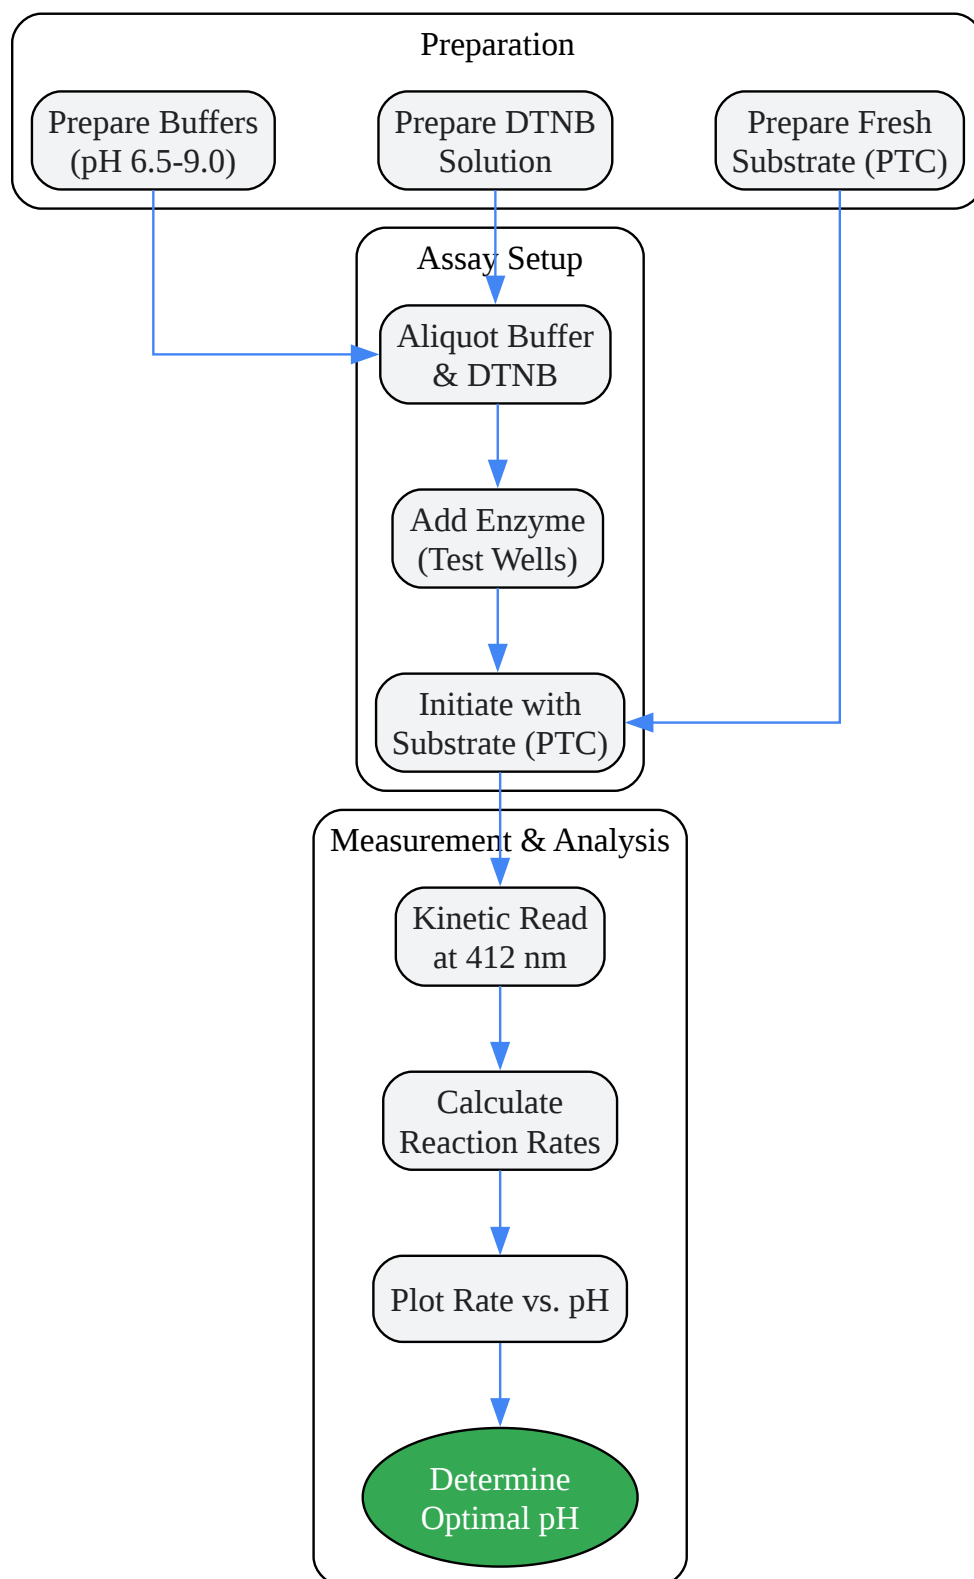 Preparation
Prepare Buffers
(pH 6.5-9.0)
Prepare DTNB
Solution
Prepare Fresh
Substrate (PTC)
Assay Setup
Aliquot Buffer
& DTNB
Add Enzyme
(Test Wells)
Initiate with
Substrate (PTC)
Measurement & Analysis
Kinetic Read
at 412 nm
Calculate
Reaction Rates
Plot Rate vs. pH
Determine
Optimal pH